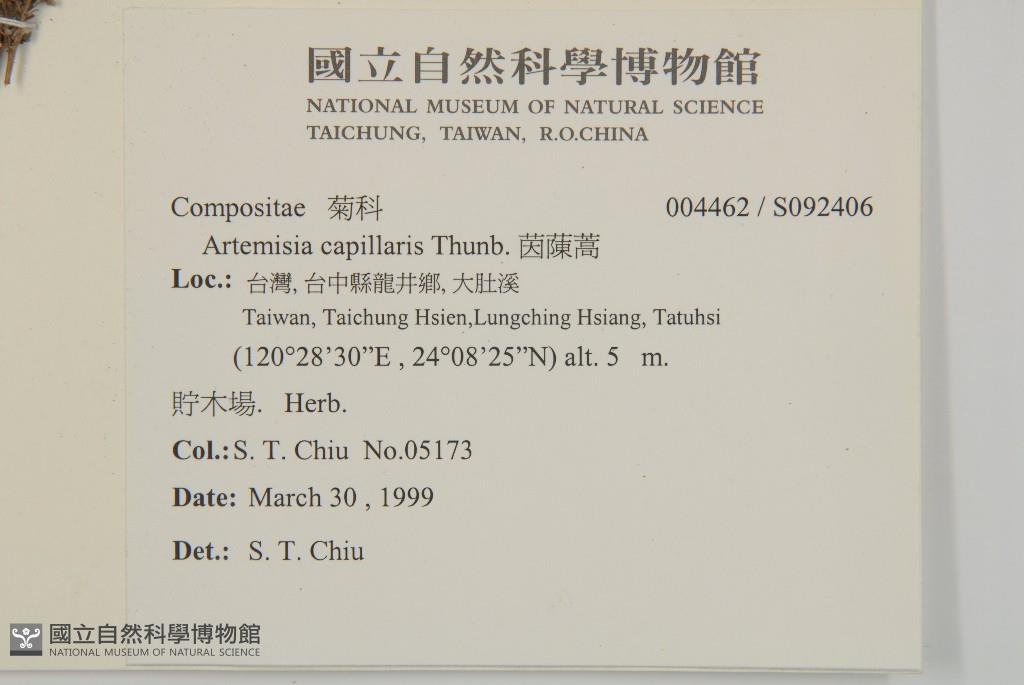 國立自然科學博物館
NATIONAL MUSEUM OF NATURAL SCIENCE
TAICHUNG, TAIWAN, R.O.CHINA
Compositae 菊科 004462 / S092406
Artemisia capillaris Thunb. 茵蔯蒿
Loc.: 台灣, 台中縣龍井鄉, 大肚溪
Taiwan, Taichung Hsien,Lungching Hsiang, Tatuhsi
(120°28’30”E , 24°08’25”N) alt. 5 m.
貯木場. Herb.
Col.:S. T. Chiu No.05173
Date: March 30 , 1999
Det.: S. T. Chiu
國立自然科學博物館
NATIONAL MUSEUM OF NATURAL SCIENCE